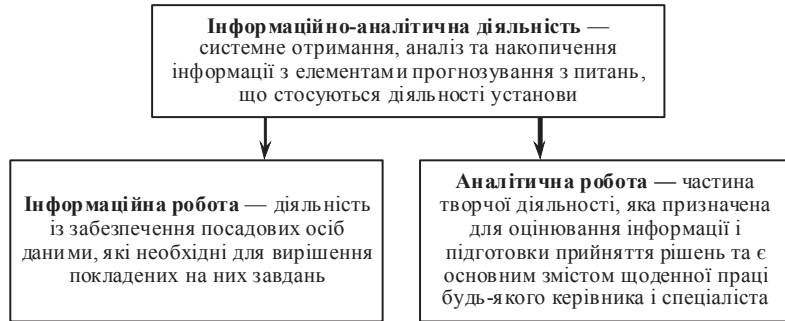 Інформаційно-аналітична діяльність —
системне отримання, аналіз та накопичення
інформації з елементами прогнозування з питань,
що стосуються діяльності установи
Інформаційна робота — діяльність
із забезпечення посадових осіб
даними, які необхідні для вирішення
покладених на них завдань
Аналітична робота — частина
творчої діяльності, яка призначена
для оцінювання інформації і
підготовки прийняття рішень та є
основним змістом щоденної праці
будь-якого керівника і спеціаліста